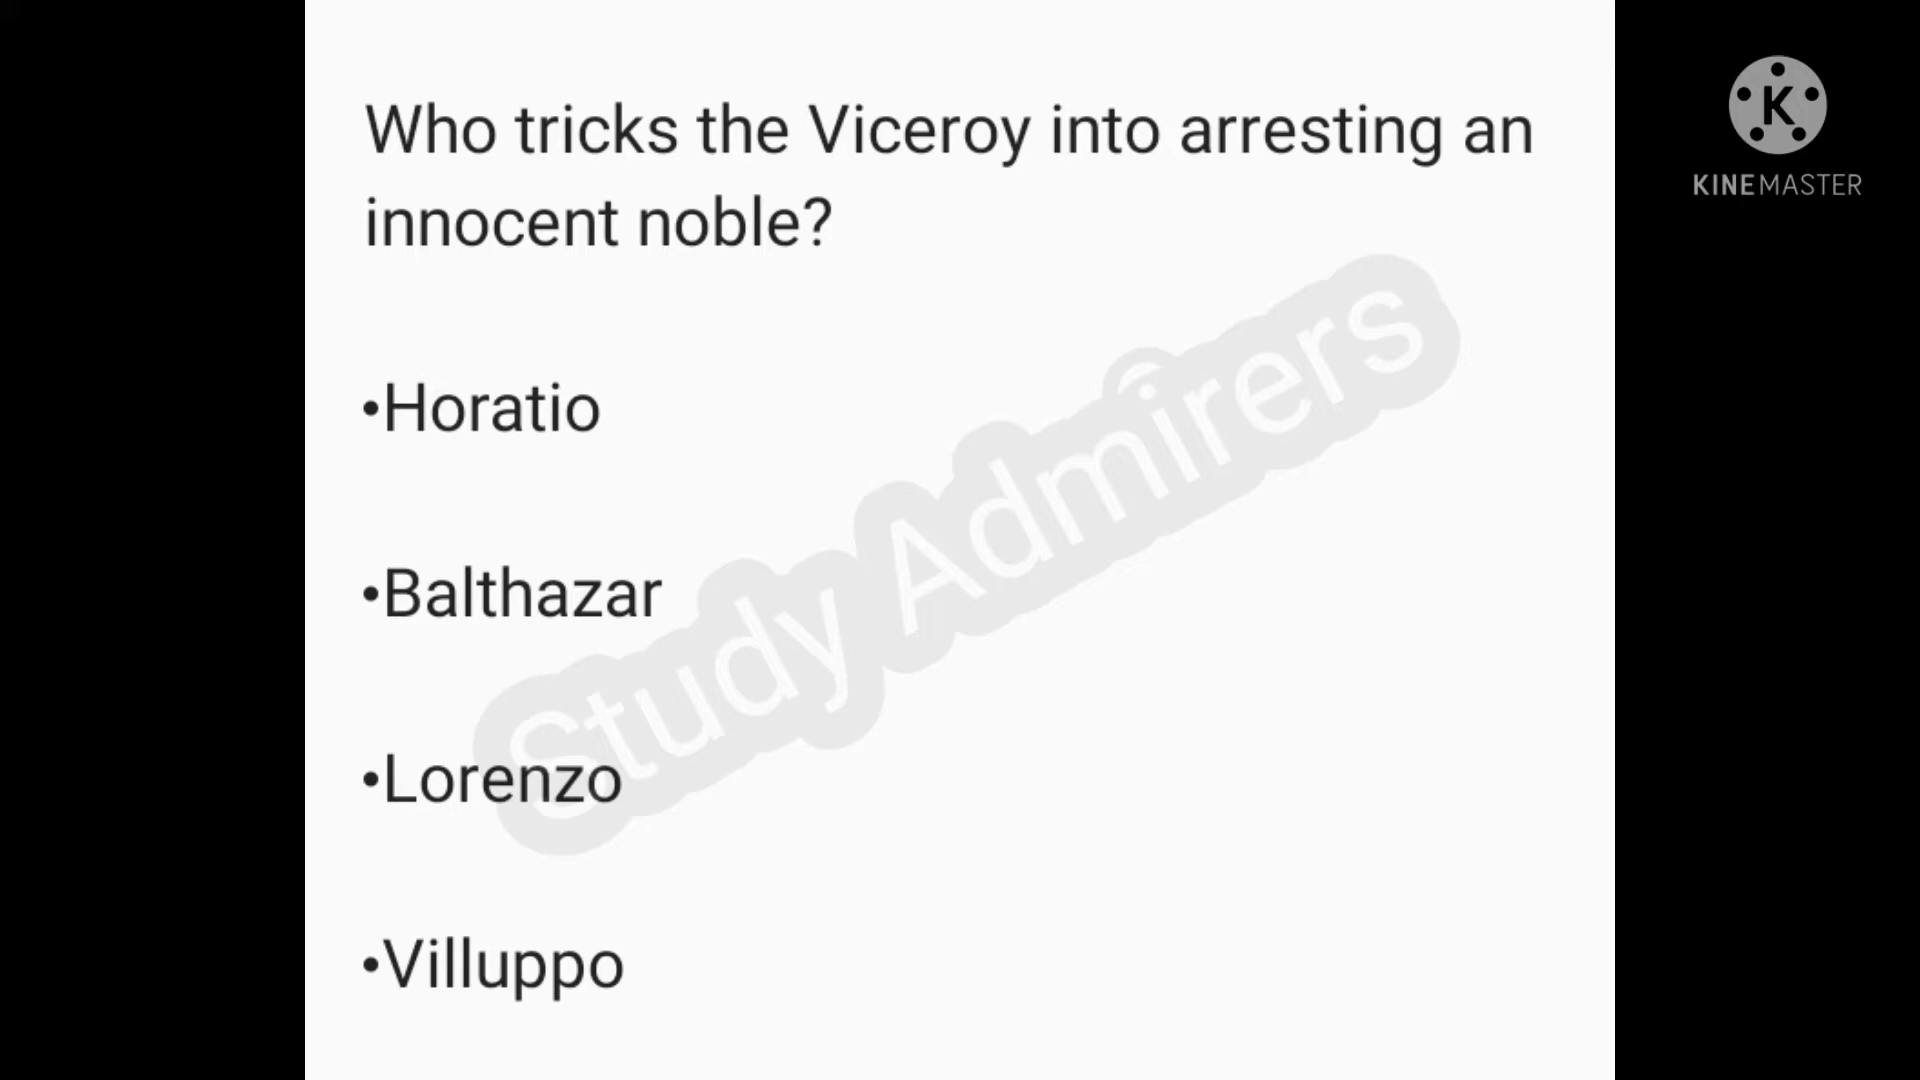 Who tricks the Viceroy into arresting an
innocent noble?
•Horatio
•Balthazar
•Lorenzo
•Villuppo
Study Admirers
K
KINEMASTER